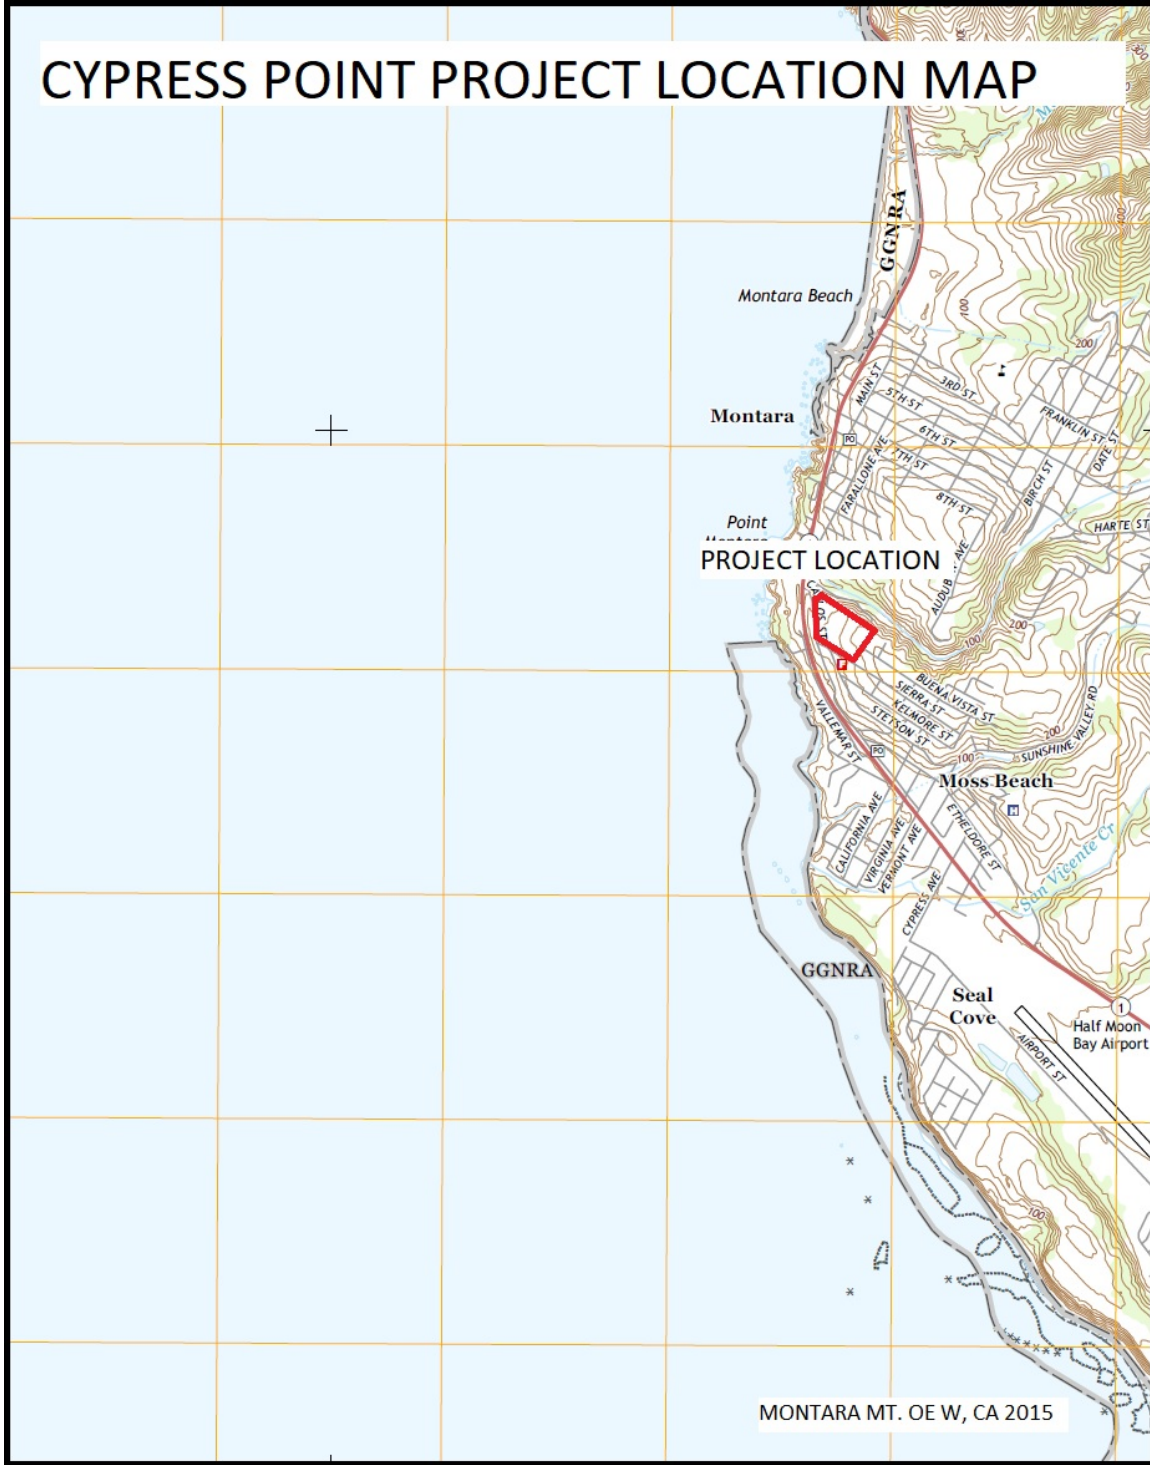 CYPRESS POINT PROJECT LOCATION MAP
300
400
GGNRA
Montara Beach
100
200
MAIN ST
3RD ST
5TH ST
Montara
FRANKLIN ST
PO
6TH ST
DATE ST
7TH ST
FARALLONE AVE
BIRCH ST
8TH ST
Point
HARTE ST
PROJECT LOCATION
200
100
F
BUENA VISTA ST
SIERRA ST
KELMORE ST
STETSON ST
VALLEMAR ST
200
SUNSHINE VALLEY RD
PO
100
Moss Beach
H
CALIFORNIA AVE
VIRGINIA AVE
VERMONT AVE
ETHELDORE ST
San Vicente Cr
CYPRESS AVE
GGNRA
Seal
Cove
1
Half Moon
Bay Airport
AIRPORT ST
100
MONTARA MT. OE W, CA 2015